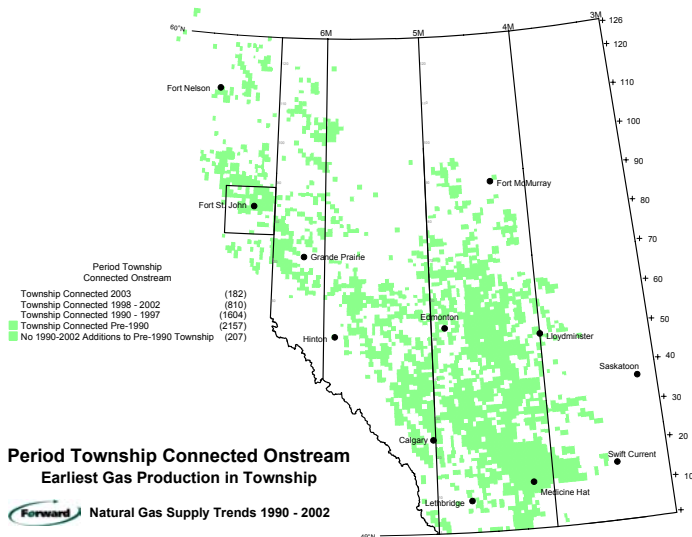 60°N
6M
5M
4M
3M
126
120
110
100
90
80
70
60
50
40
30
20
10
Fort Nelson
Fort McMurray
Fort St. John
Grande Prairie
Edmonton
Hinton
Lloydminster
Saskatoon
Calgary
Swift Current
Medicine Hat
Lethbridge
49°N
Period Township
Connected Onstream
Township Connected 2003 (182)
Township Connected 1998 - 2002 (810)
Township Connected 1990 - 1997 (1604)
Township Connected Pre-1990 (2157)
No 1990-2002 Additions to Pre-1990 Township (207)
Period Township Connected Onstream
Earliest Gas Production in Township
Forward
Natural Gas Supply Trends 1990 - 2002